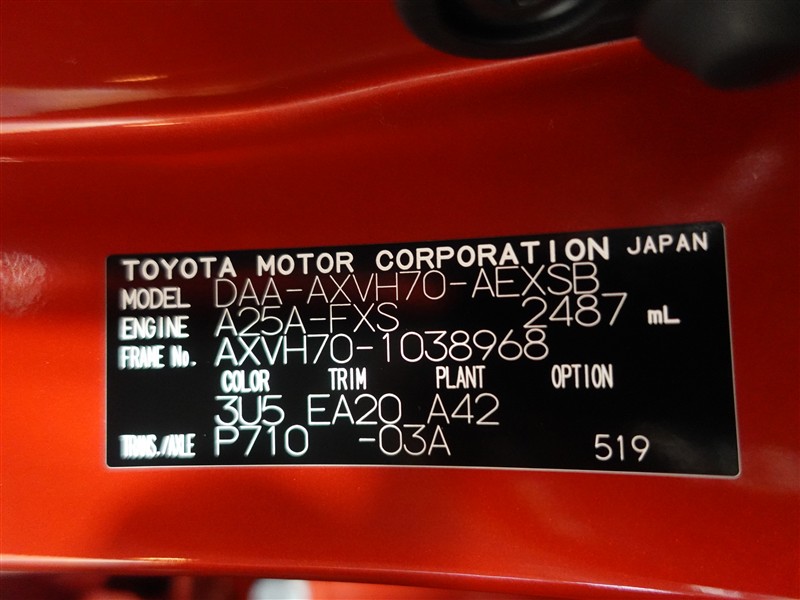 TOYOTA MOTOR CORPORATION JAPAN
MODEL DAA-AXVH70-AEXSB
ENGINE A25A-FXS 2487 mL
FRAME No. AXVH70-1038968
COLOR TRIM PLANT OPTION
3U5 EA20 A42
TRANS./AXLE P710 -03A 519